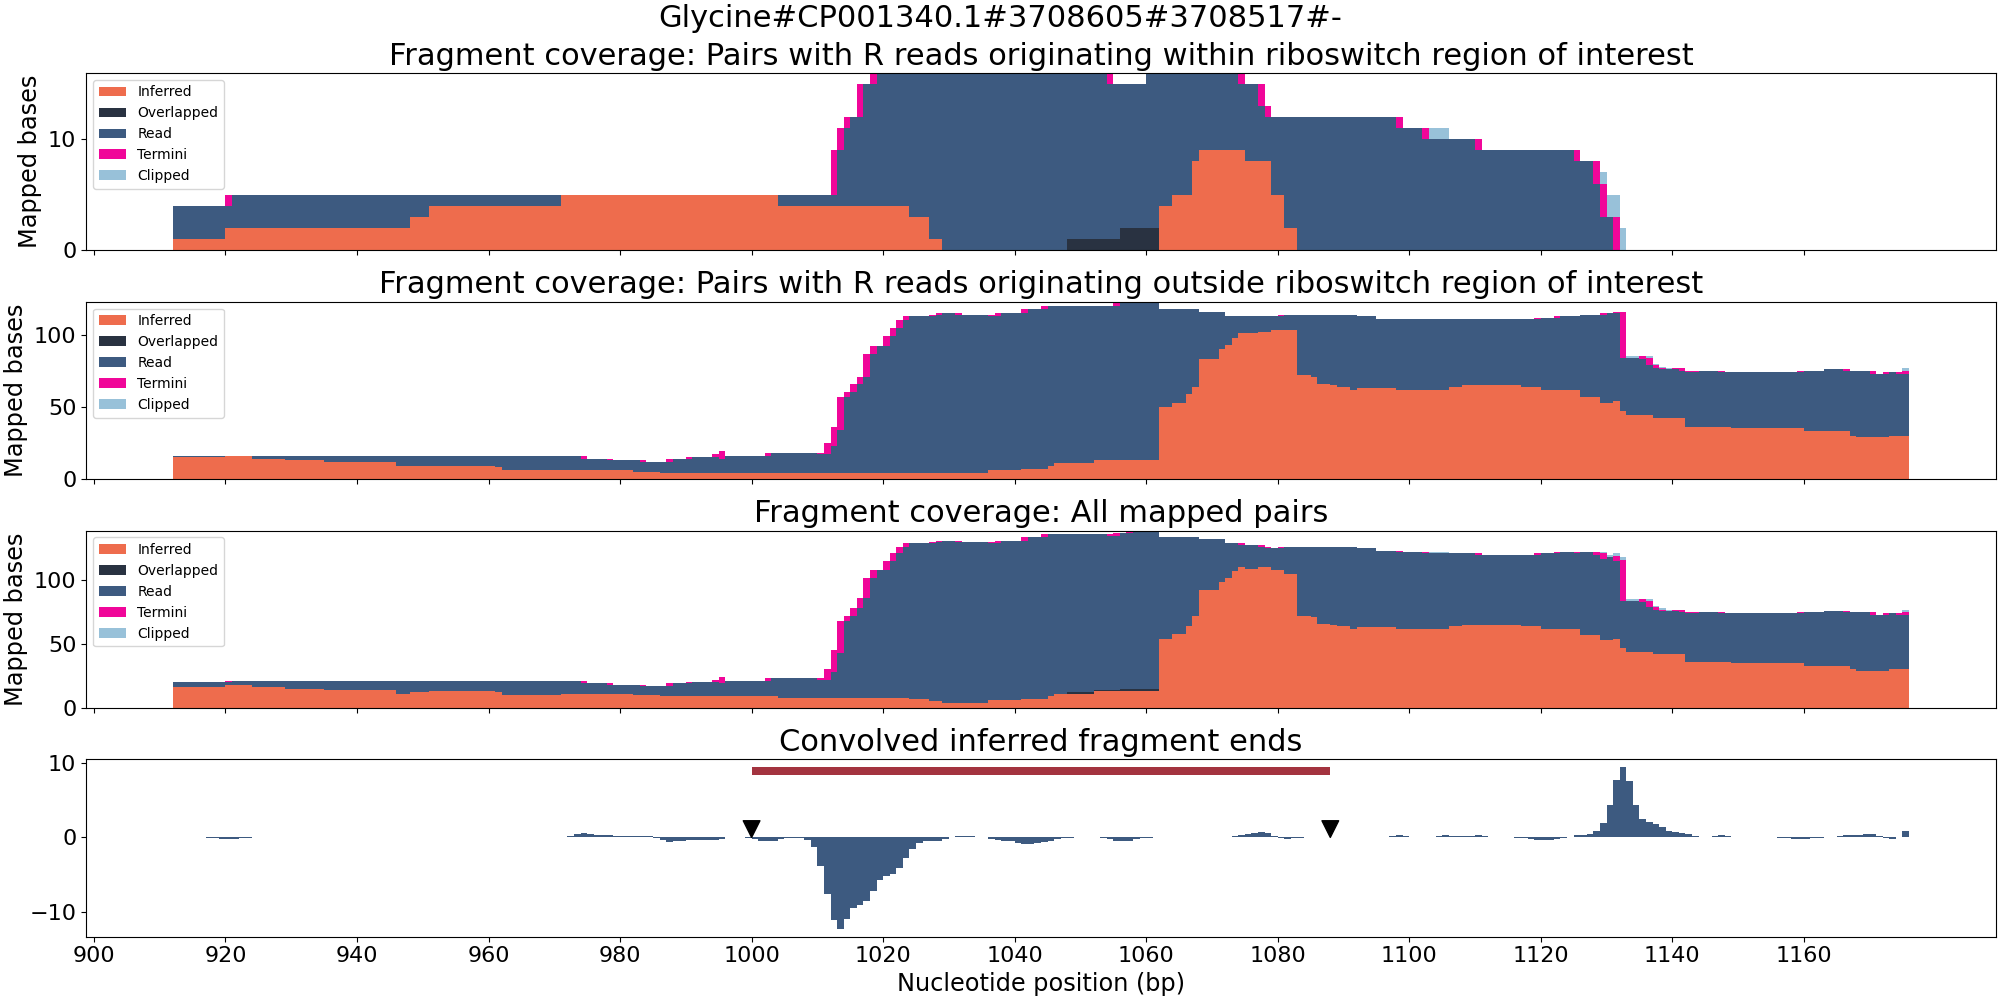 Glycine#CP001340.1#3708605#3708517#-
Fragment coverage: Pairs with R reads originating within riboswitch region of interest
Mapped bases
10
0
Inferred
Overlapped
Read
Termini
Clipped
Fragment coverage: Pairs with R reads originating outside riboswitch region of interest
Mapped bases
100
50
0
Inferred
Overlapped
Read
Termini
Clipped
Fragment coverage: All mapped pairs
Mapped bases
100
50
0
Inferred
Overlapped
Read
Termini
Clipped
Convolved inferred fragment ends
10
0
−10
900 920 940 960 980 1000 1020 1040 1060 1080 1100 1120 1140 1160
Nucleotide position (bp)